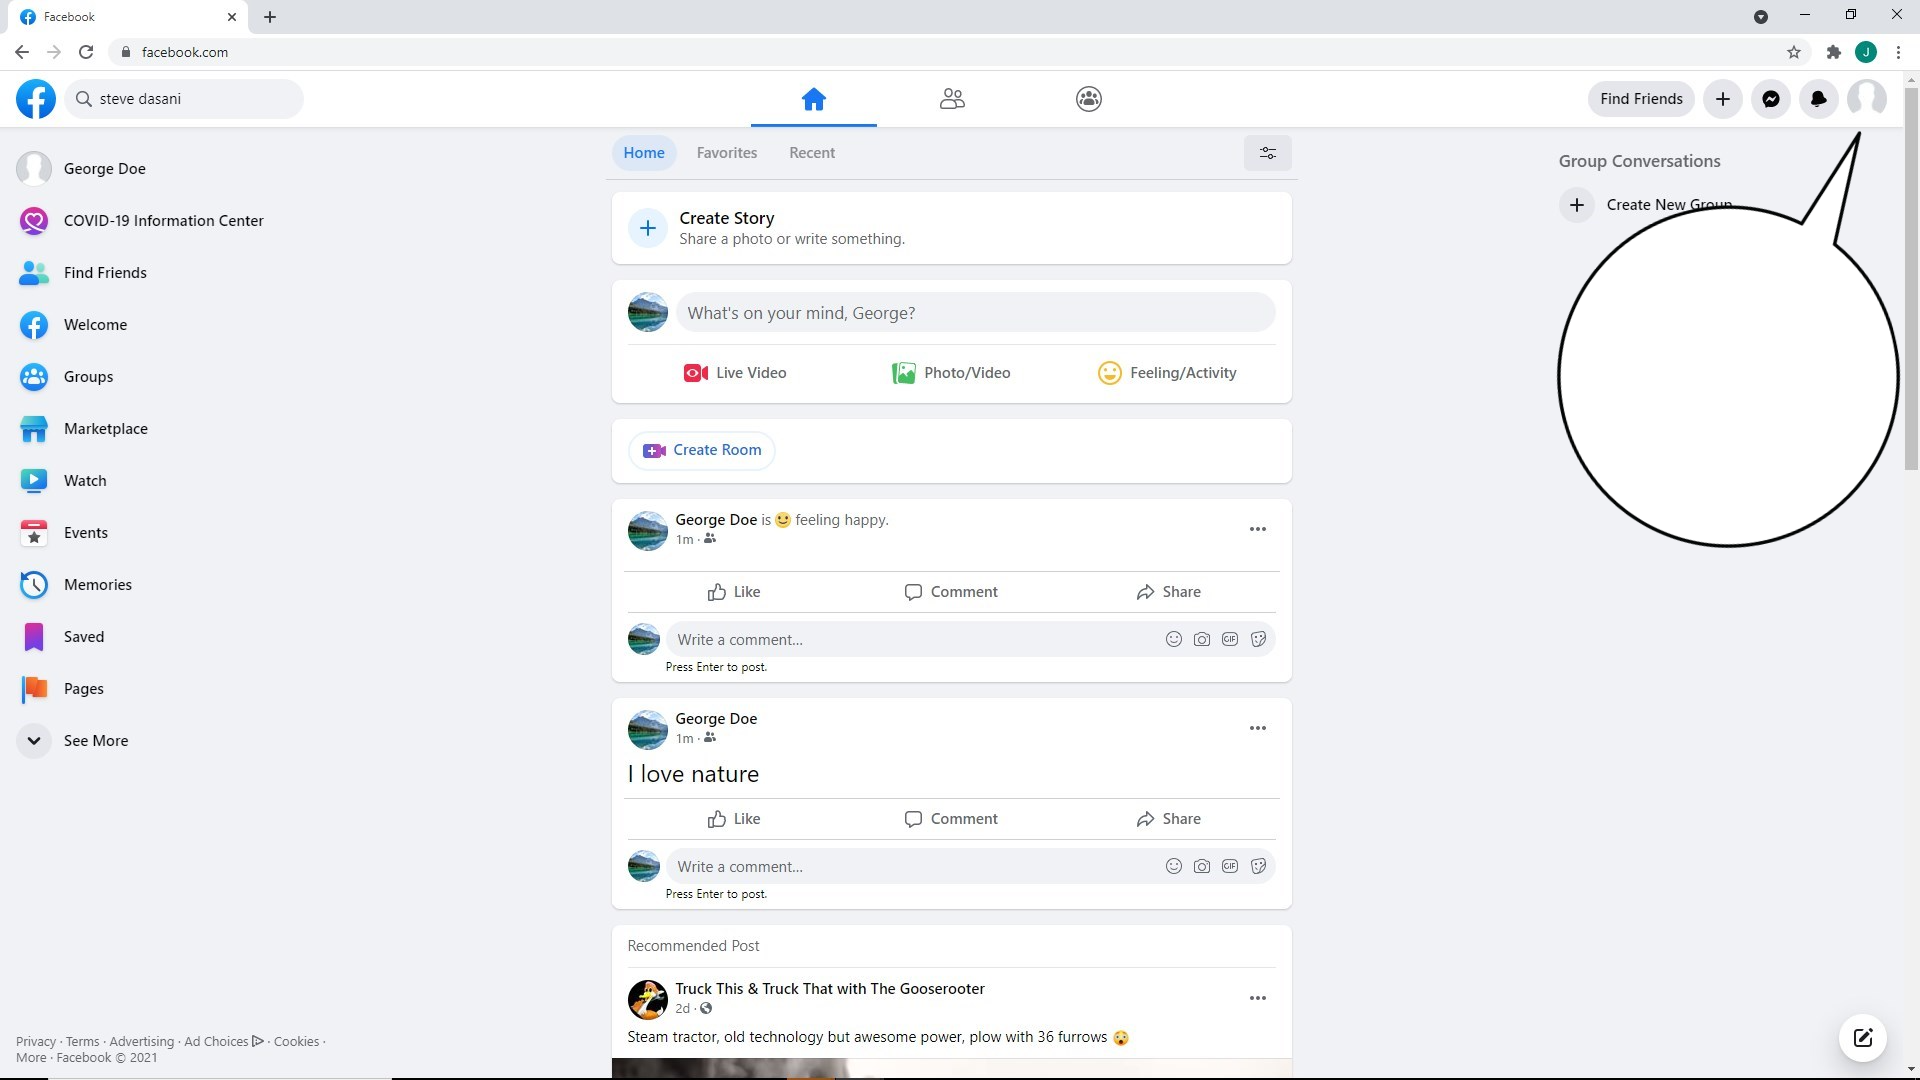 Facebook
facebook.com
steve dasani
Find Friends
J
George Doe
COVID-19 Information Center
Find Friends
Welcome
Groups
Marketplace
Watch
Events
Memories
Saved
Pages
See More
Privacy · Terms · Advertising · Ad Choices · Cookies ·
More · Facebook © 2021
Home Favorites Recent
Create Story
Share a photo or write something.
What's on your mind, George?
Live Video Photo/Video Feeling/Activity
Create Room
George Doe is 🙂 feeling happy.
1m ·
Like Comment Share
Write a comment...
GIF
Press Enter to post.
George Doe
1m ·
I love nature
Like Comment Share
Write a comment...
GIF
Press Enter to post.
Recommended Post
Truck This & Truck That with The Gooserooter
2d ·
Steam tractor, old technology but awesome power, plow with 36 furrows 😲
Group Conversations
Create New Group